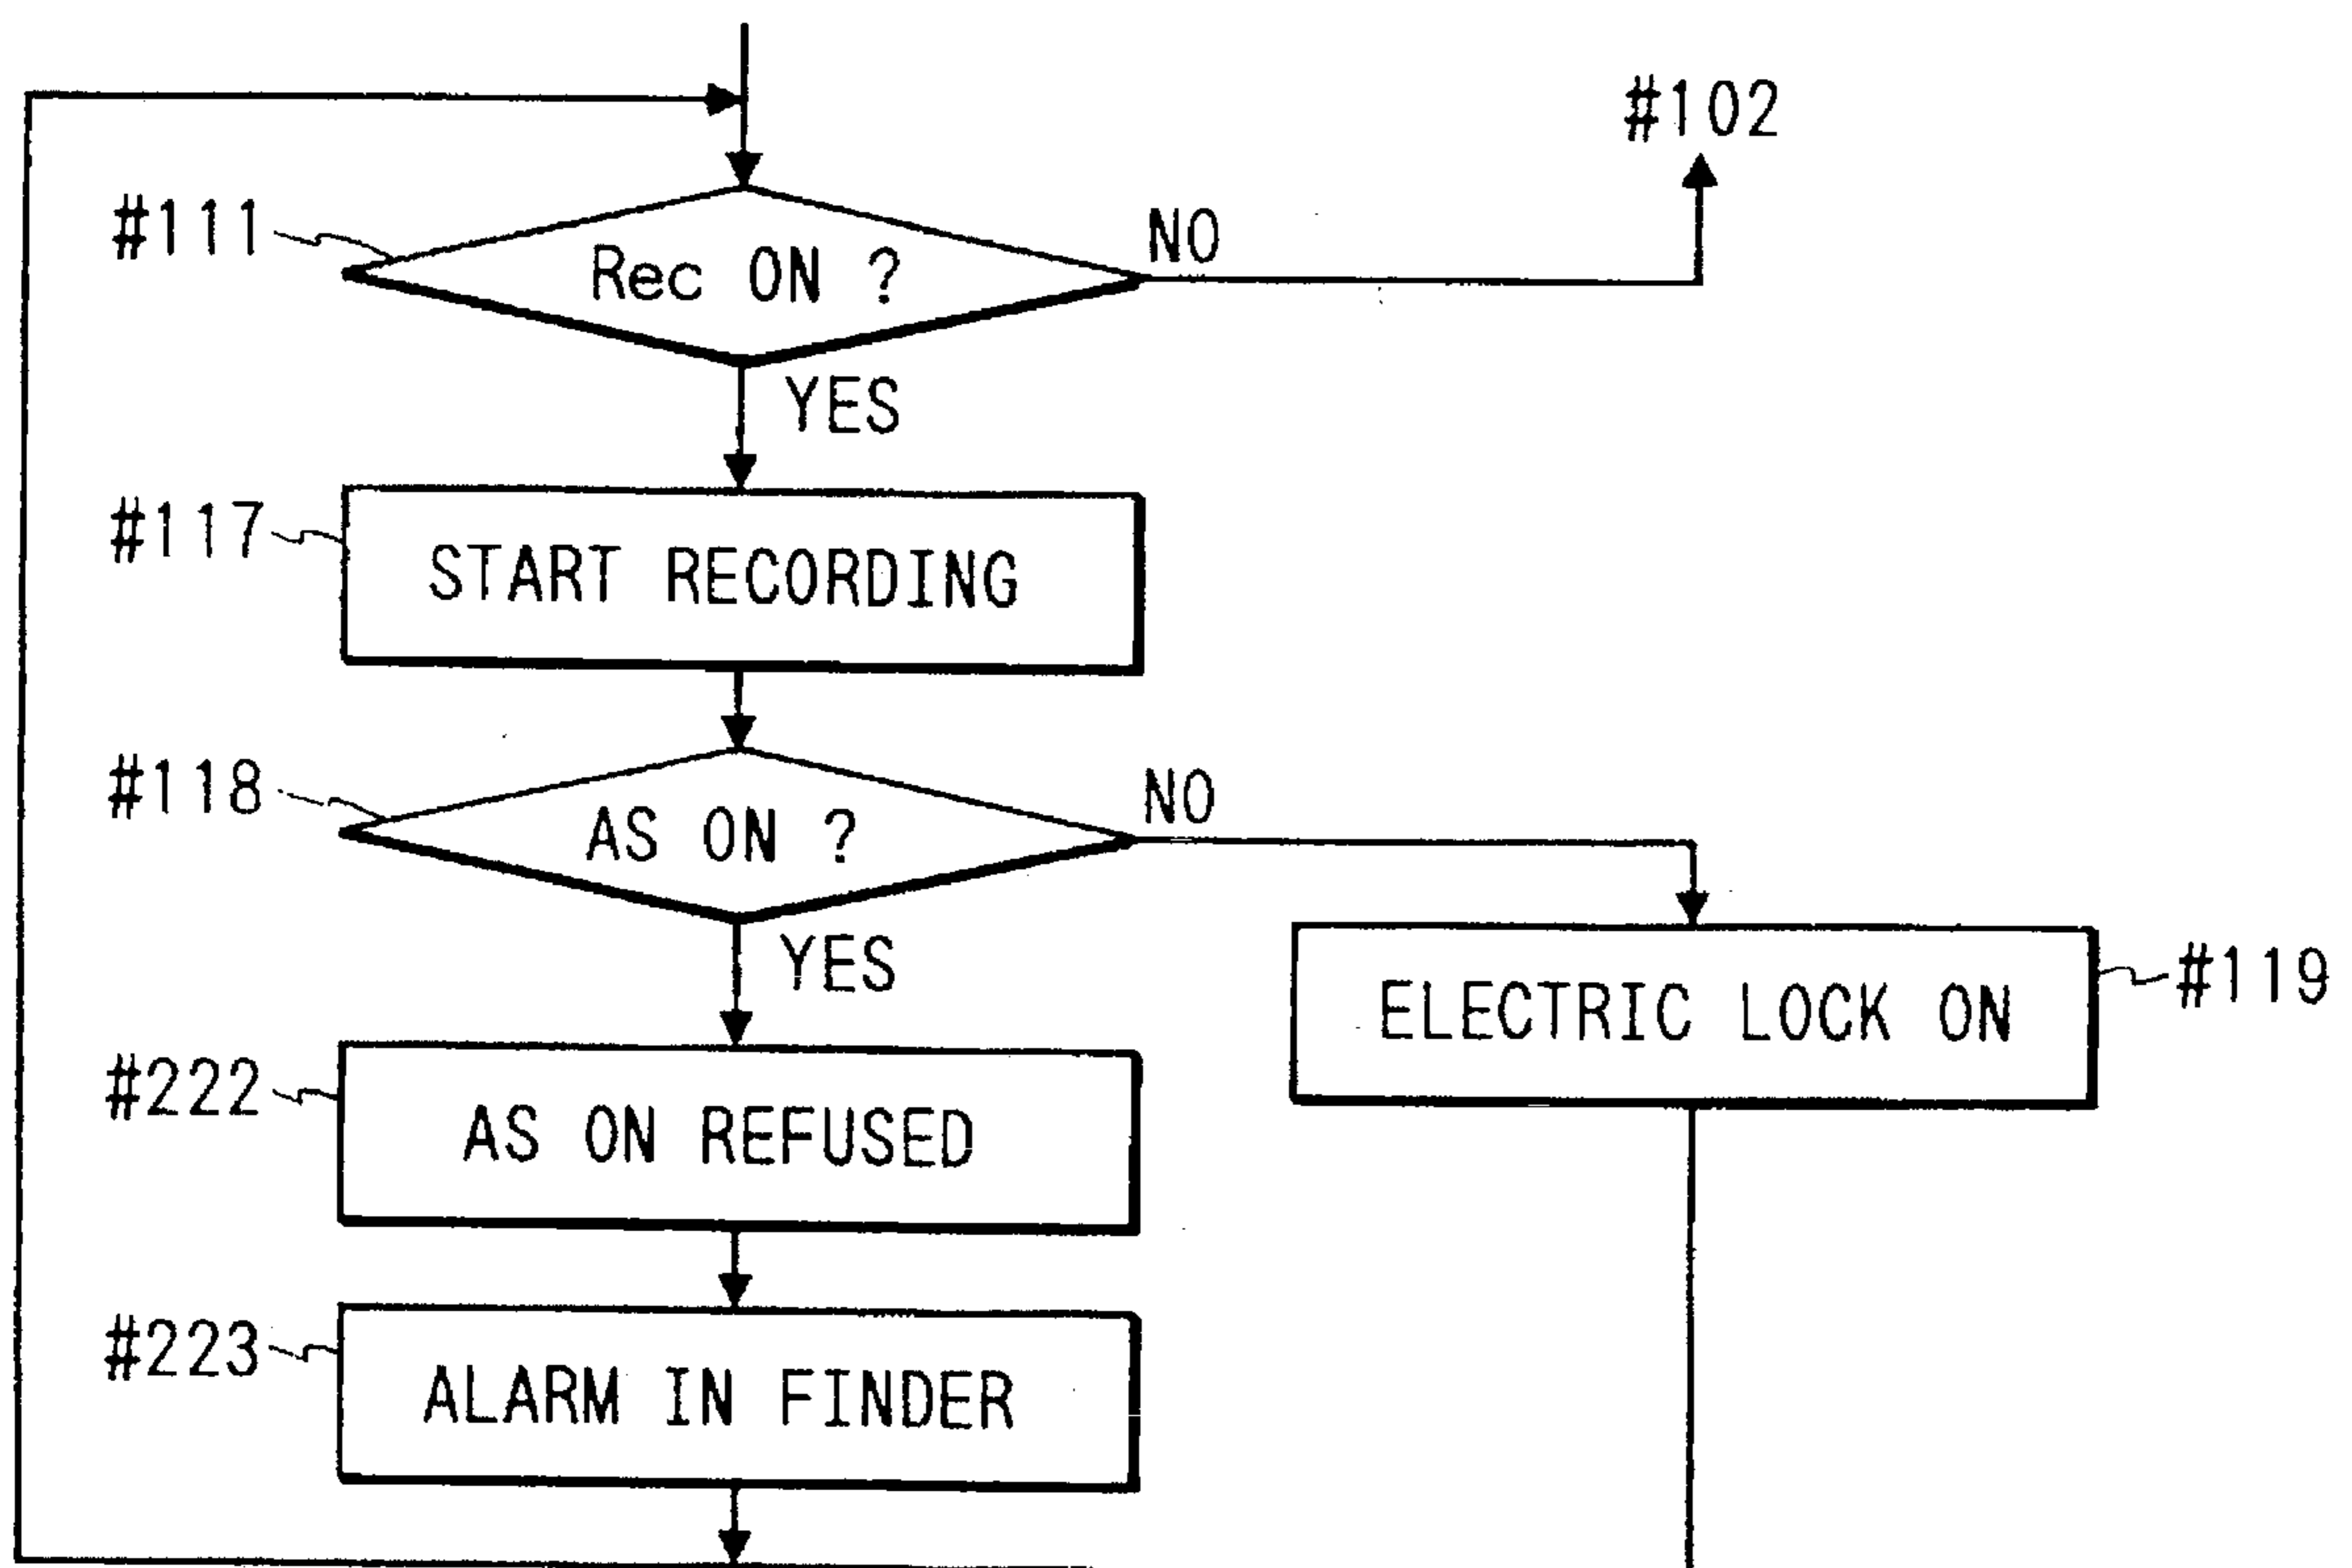 #102
#111
Rec ON ?
NO
YES
#117
START RECORDING
#118
AS ON ?
NO
YES
ELECTRIC LOCK ON
#119
#222
AS ON REFUSED
#223
ALARM IN FINDER